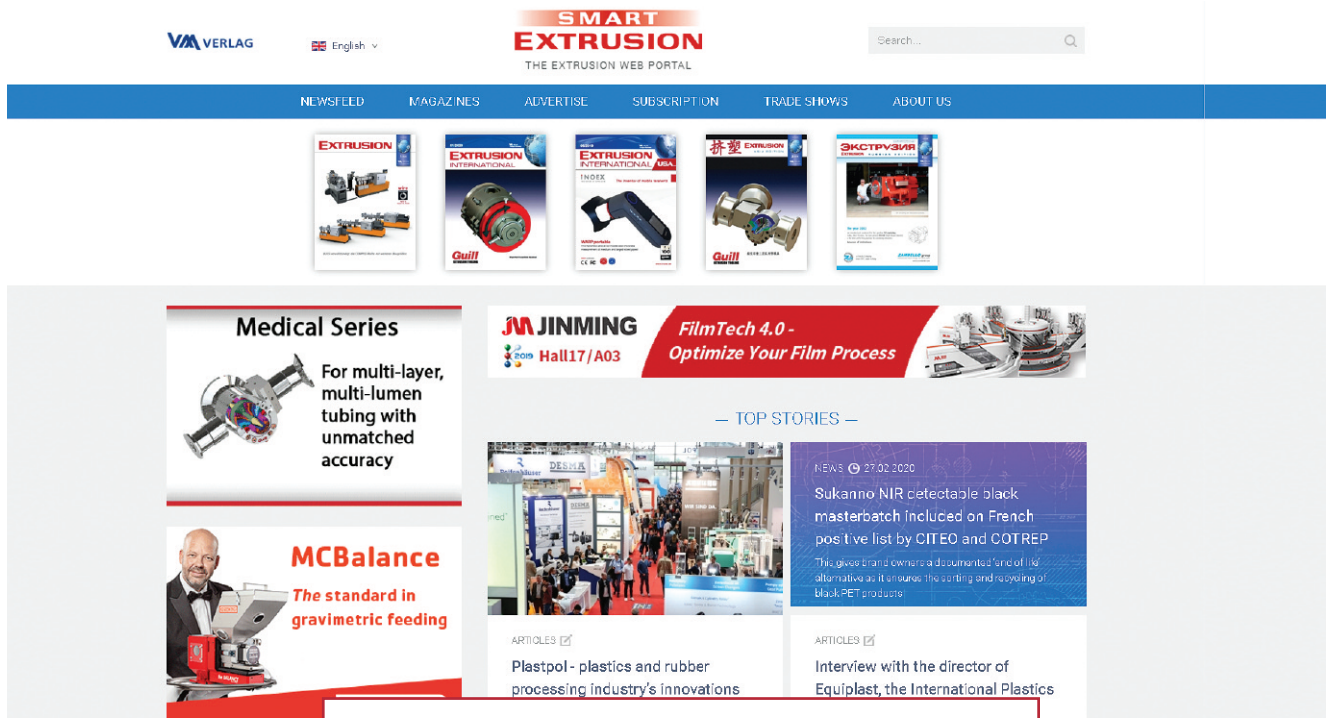 VM VERLAG
English
SMART
EXTRUSION
THE EXTRUSION WEB PORTAL
Search...
NEWSFEED MAGAZINES ADVERTISE SUBSCRIPTION TRADE SHOWS ABOUT US
EXTRUSION
EXTRUSION
INTERNATIONAL
Guill
EXTRUSION
INTERNATIONAL USA
INDEX
挤塑 EXTRUSION
Guill
ЭКСТРУЗИЯ
Medical Series
For multi-layer,
multi-lumen
tubing with
unmatched
accuracy
JINMING
2019 Hall17/A03
FilmTech 4.0 -
Optimize Your Film Process
MCBalance
The standard in
gravimetric feeding
— TOP STORIES —
DESMA
NEWS 27.02.2020
Sukanno NIR detectable black
masterbatch included on French
positive list by CITEO and COTREP
This gives brand owners a documented 'end of life'
alternative as it ensures the sorting and recycling of
black PET products
ARTICLES
Plastpol - plastics and rubber
processing industry's innovations
ARTICLES
Interview with the director of
Equiplast, the International Plastics